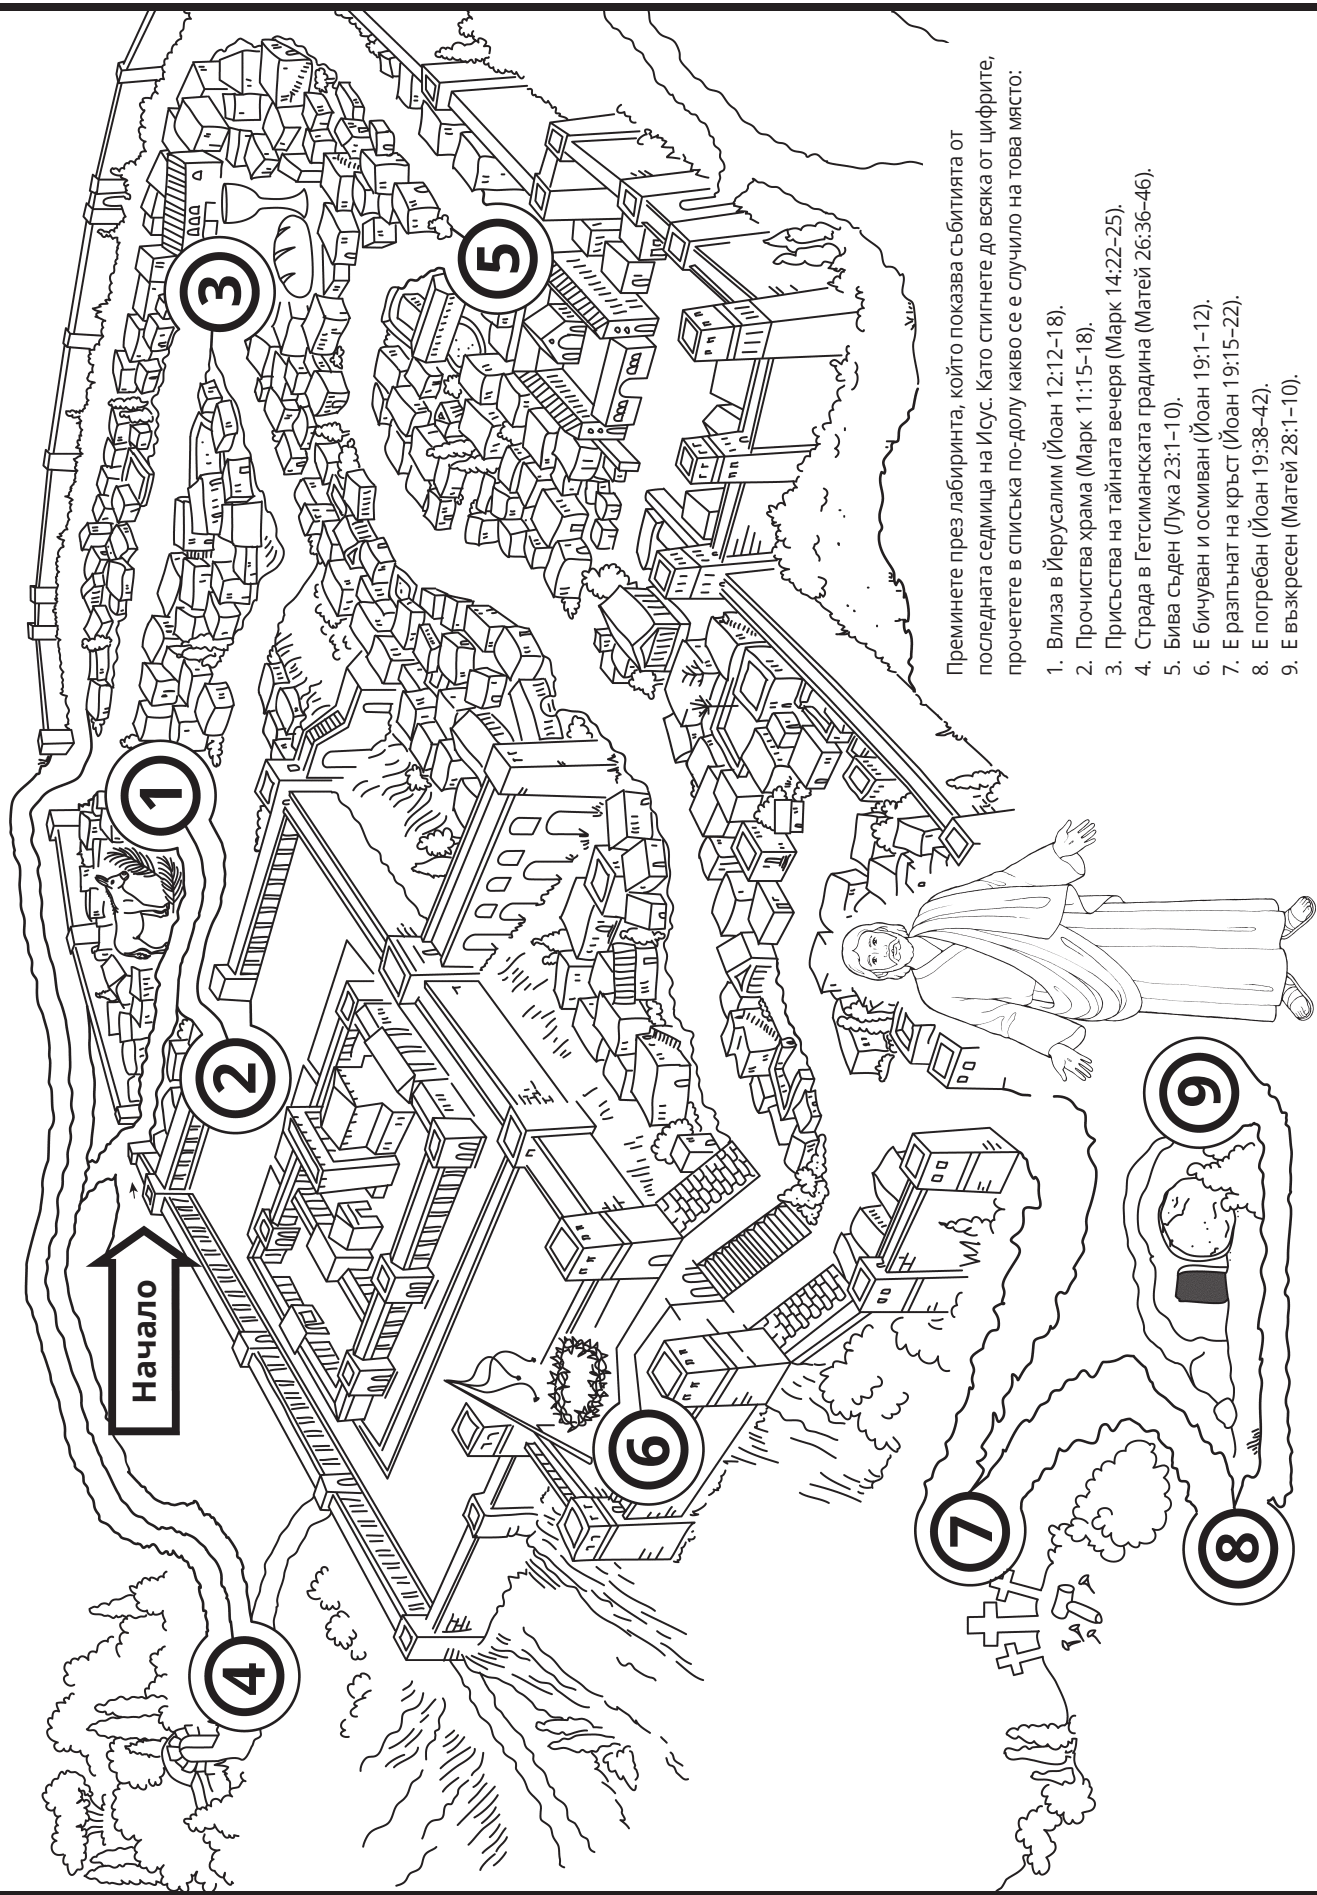 Преминете през лабиринта, който показва събитията от
последната седмица на Исус. Като стигнете до всяка от цифрите,
прочетете в списъка по-долу какво се е случило на това място:
1. Влиза в Йерусалим (Йоан 12:12–18).
2. Прочиства храма (Марк 11:15–18).
3. Присъства на тайната вечеря (Марк 14:22–25).
4. Страда в Гетсиманската градина (Матей 26:36–46).
5. Бива съден (Лука 23:1–10).
6. Е бичуван и осмиван (Йоан 19:1–12).
7. Е разпънат на кръст (Йоан 19:15–22).
8. Е погребан (Йоан 19:38–42).
9. Е възкресен (Матей 28:1–10).
Начало
1
2
3
4
5
6
7
8
9